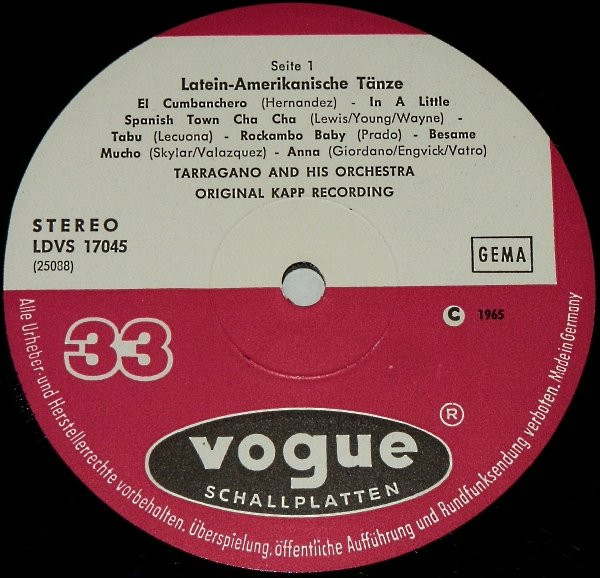 Seite 1
Latein-Amerikanische Tänze
El Cumbanchero (Hernandez) - In A Little
Spanish Town Cha Cha (Lewis/Young/Wayne) -
Tabu (Lecuona) - Rockambo Baby (Prado) - Besame
Mucho (Skylar/Valazquez) - Anna (Giordano/Engvick/Vatro)
TARRAGANO AND HIS ORCHESTRA
ORIGINAL KAPP RECORDING
STEREO
LDVS 17045
(25088)
GEMA
33
C 1965
vogue ®
SCHALLPLATTEN
Alle Urheber- und Herstellerrechte vorbehalten. Überspielung, öffentliche Aufführung und Rundfunksendung verboten. Made in Germany